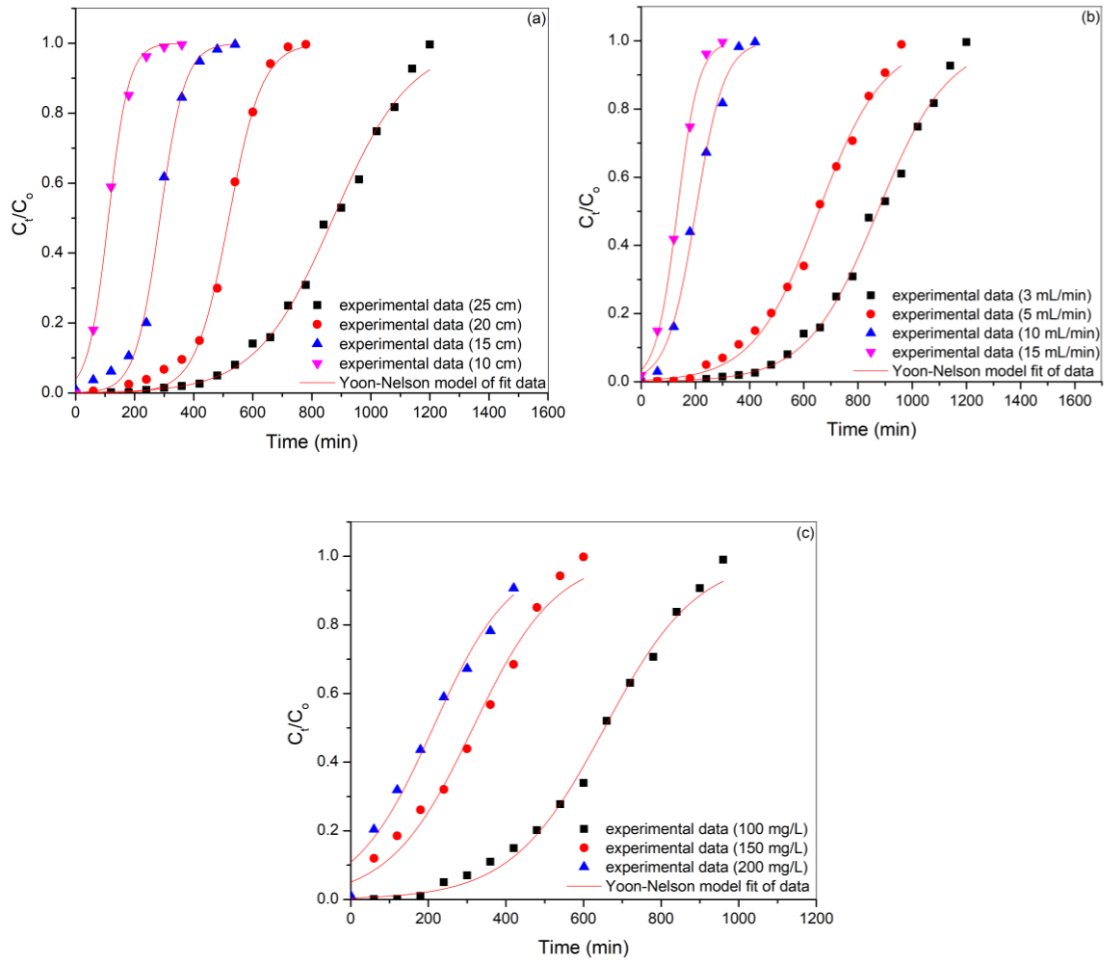 (a)
1.0
0.8
0.6
0.4
0.2
0.0
Cₜ/Cₒ
experimental data (25 cm)
experimental data (20 cm)
experimental data (15 cm)
experimental data (10 cm)
Yoon-Nelson model of fit data
0 200 400 600 800 1000 1200 1400 1600
Time (min)
(b)
1.0
0.8
0.6
0.4
0.2
0.0
Cₜ/Cₒ
experimental data (3 mL/min)
experimental data (5 mL/min)
experimental data (10 mL/min)
experimental data (15 mL/min)
Yoon-Nelson model fit of data
0 200 400 600 800 1000 1200 1400 1600
Time (min)
(c)
1.0
0.8
0.6
0.4
0.2
0.0
Cₜ/Cₒ
experimental data (100 mg/L)
experimental data (150 mg/L)
experimental data (200 mg/L)
Yoon-Nelson model fit of data
0 200 400 600 800 1000 1200
Time (min)